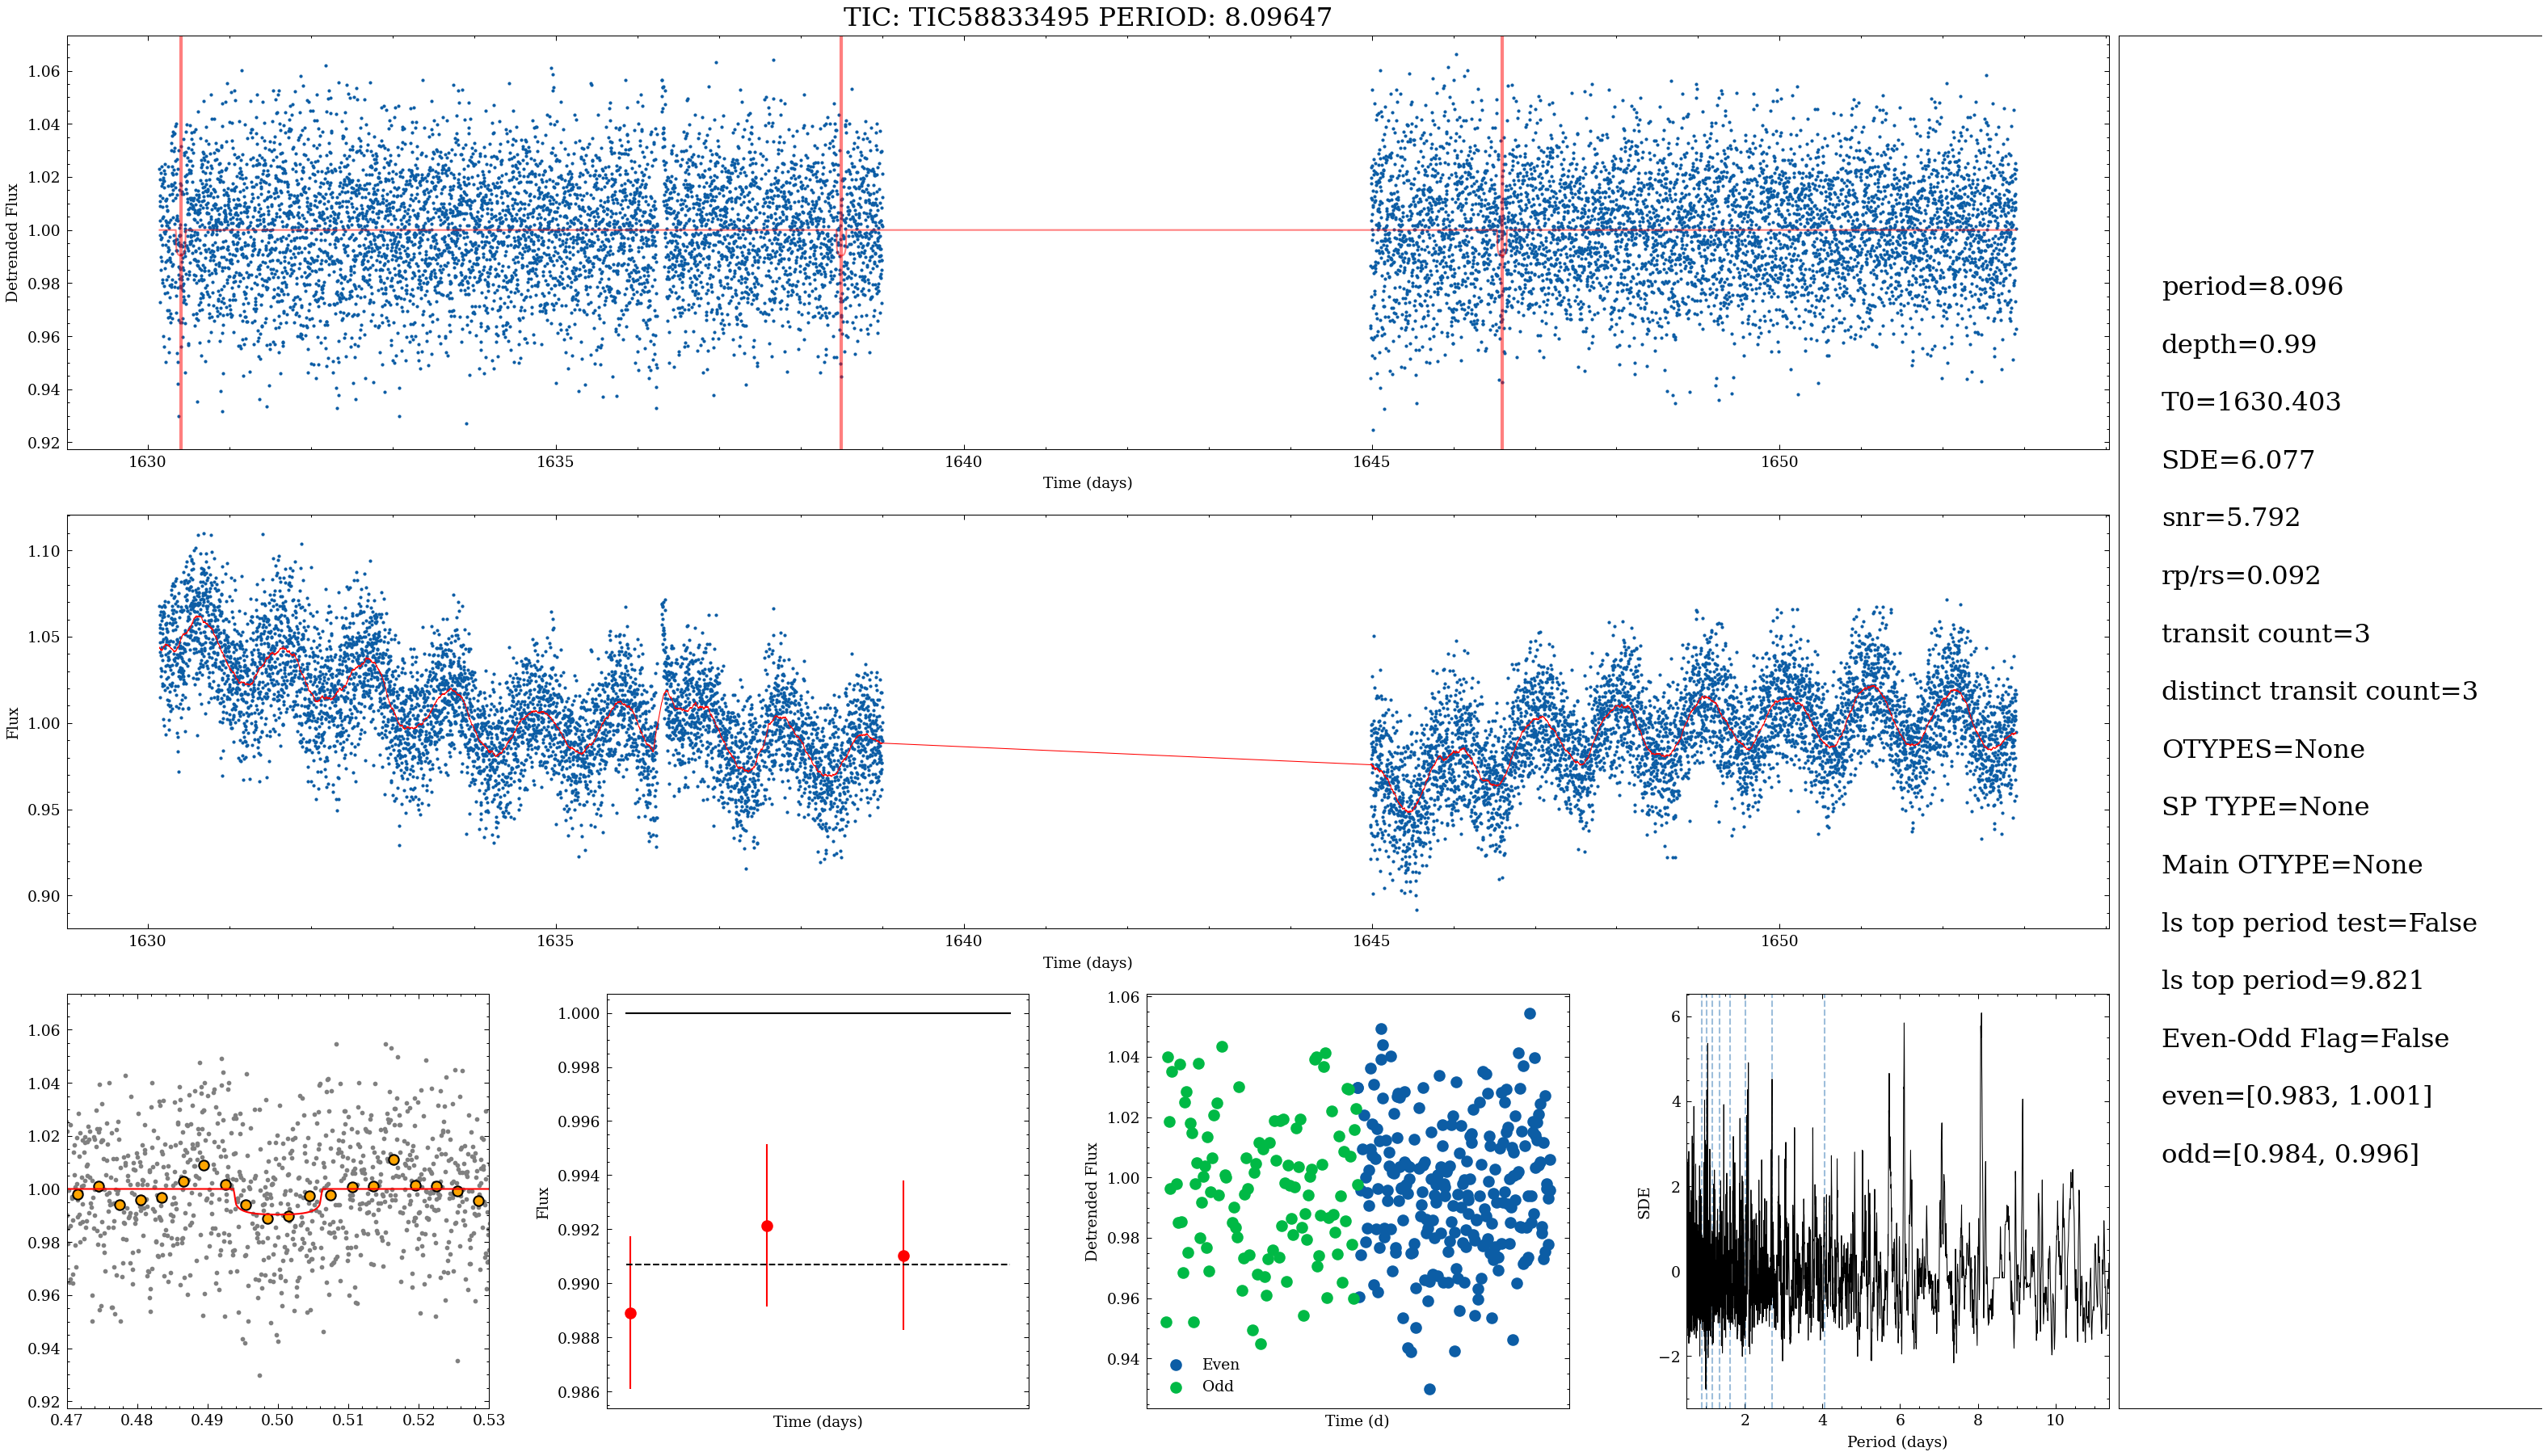 TIC: TIC58833495 PERIOD: 8.09647
Detrended Flux
1.06
1.04
1.02
1.00
0.98
0.96
0.94
0.92
1630 1635 1640 1645 1650
Time (days)
Flux
1.10
1.05
1.00
0.95
0.90
1630 1635 1640 1645 1650
Time (days)
1.06
1.04
1.02
1.00
0.98
0.96
0.94
0.92
0.47 0.48 0.49 0.50 0.51 0.52 0.53
Flux
1.000
0.998
0.996
0.994
0.992
0.990
0.988
0.986
Time (days)
Detrended Flux
1.06
1.04
1.02
1.00
0.98
0.96
0.94
Even
Odd
Time (d)
SDE
6
4
2
0
−2
2 4 6 8 10
Period (days)
period=8.096
depth=0.99
T0=1630.403
SDE=6.077
snr=5.792
rp/rs=0.092
transit count=3
distinct transit count=3
OTYPES=None
SP TYPE=None
Main OTYPE=None
ls top period test=False
ls top period=9.821
Even-Odd Flag=False
even=[0.983, 1.001]
odd=[0.984, 0.996]